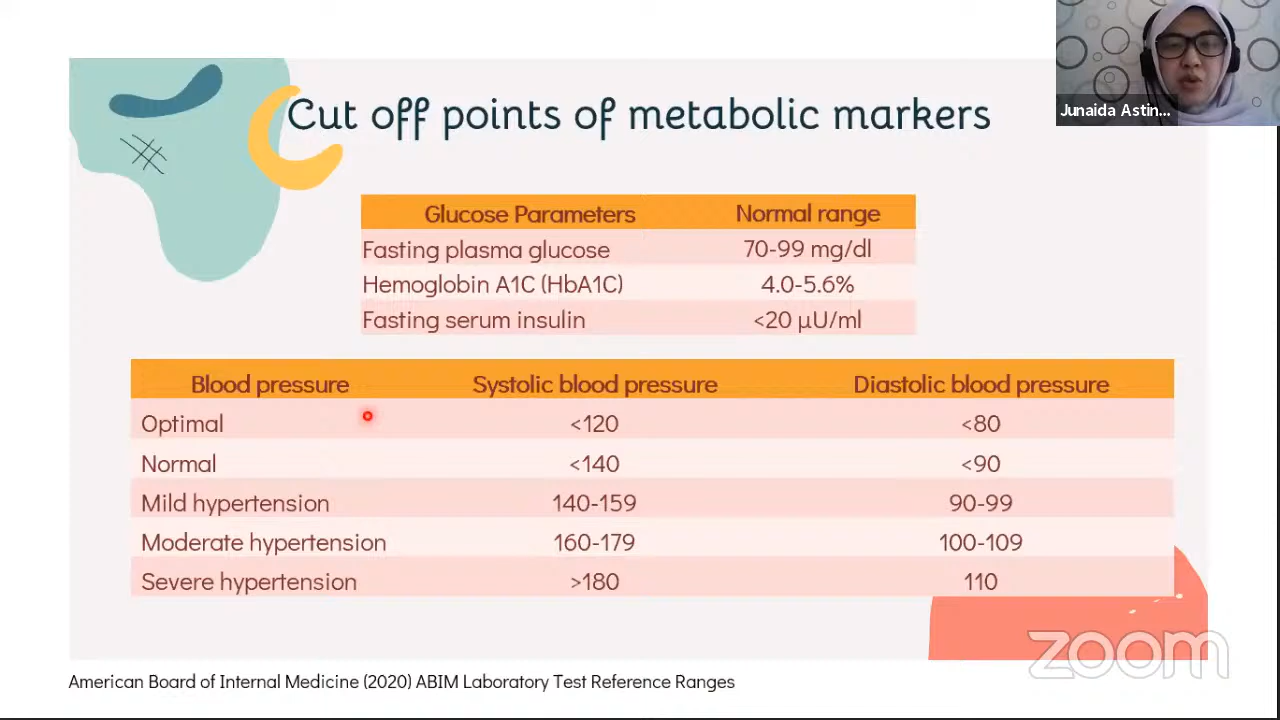 Junaida Astin...
Cut off points of metabolic markers
Glucose Parameters Normal range
Fasting plasma glucose 70-99 mg/dl
Hemoglobin A1C (HbA1C) 4.0-5.6%
Fasting serum insulin <20 µU/ml
Blood pressure Systolic blood pressure Diastolic blood pressure
Optimal <120 <80
Normal <140 <90
Mild hypertension 140-159 90-99
Moderate hypertension 160-179 100-109
Severe hypertension >180 110
zoom
American Board of Internal Medicine (2020) ABIM Laboratory Test Reference Ranges